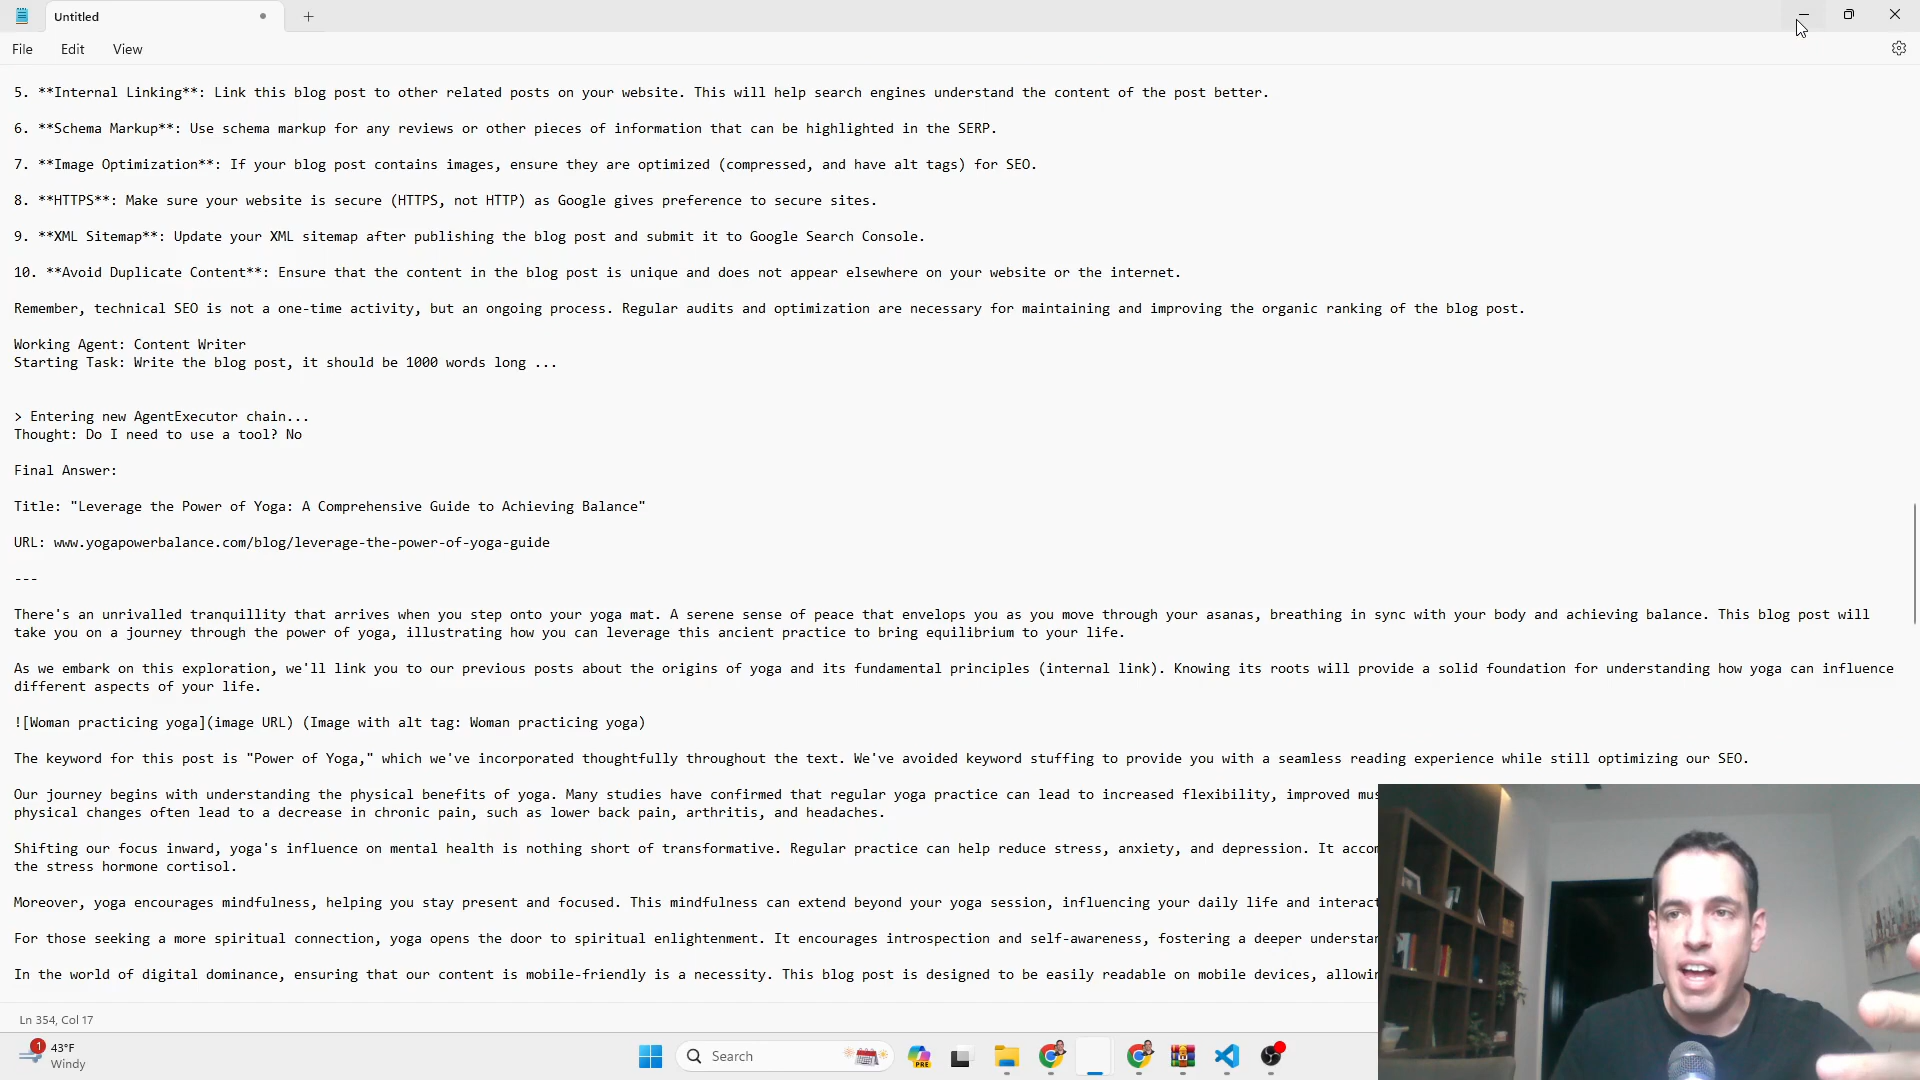 Untitled
File Edit View
5. **Internal Linking**: Link this blog post to other related posts on your website. This will help search engines understand the content of the post better.
6. **Schema Markup**: Use schema markup for any reviews or other pieces of information that can be highlighted in the SERP.
7. **Image Optimization**: If your blog post contains images, ensure they are optimized (compressed, and have alt tags) for SEO.
8. **HTTPS**: Make sure your website is secure (HTTPS, not HTTP) as Google gives preference to secure sites.
9. **XML Sitemap**: Update your XML sitemap after publishing the blog post and submit it to Google Search Console.
10. **Avoid Duplicate Content**: Ensure that the content in the blog post is unique and does not appear elsewhere on your website or the internet.
Remember, technical SEO is not a one-time activity, but an ongoing process. Regular audits and optimization are necessary for maintaining and improving the organic ranking of the blog post.
Working Agent: Content Writer
Starting Task: Write the blog post, it should be 1000 words long ...
> Entering new AgentExecutor chain...
Thought: Do I need to use a tool? No
Final Answer:
Title: "Leverage the Power of Yoga: A Comprehensive Guide to Achieving Balance"
URL: www.yogapowerbalance.com/blog/leverage-the-power-of-yoga-guide
---
There's an unrivalled tranquillity that arrives when you step onto your yoga mat. A serene sense of peace that envelops you as you move through your asanas, breathing in sync with your body and achieving balance. This blog post will
take you on a journey through the power of yoga, illustrating how you can leverage this ancient practice to bring equilibrium to your life.
As we embark on this exploration, we'll link you to our previous posts about the origins of yoga and its fundamental principles (internal link). Knowing its roots will provide a solid foundation for understanding how yoga can influence
different aspects of your life.
![Woman practicing yoga](image URL) (Image with alt tag: Woman practicing yoga)
The keyword for this post is "Power of Yoga," which we've incorporated thoughtfully throughout the text. We've avoided keyword stuffing to provide you with a seamless reading experience while still optimizing our SEO.
Our journey begins with understanding the physical benefits of yoga. Many studies have confirmed that regular yoga practice can lead to increased flexibility, improved mus
physical changes often lead to a decrease in chronic pain, such as lower back pain, arthritis, and headaches.
Shifting our focus inward, yoga's influence on mental health is nothing short of transformative. Regular practice can help reduce stress, anxiety, and depression. It accom
the stress hormone cortisol.
Moreover, yoga encourages mindfulness, helping you stay present and focused. This mindfulness can extend beyond your yoga session, influencing your daily life and interact
For those seeking a more spiritual connection, yoga opens the door to spiritual enlightenment. It encourages introspection and self-awareness, fostering a deeper understan
In the world of digital dominance, ensuring that our content is mobile-friendly is a necessity. This blog post is designed to be easily readable on mobile devices, allowin
Ln 354, Col 17
1
43°F
Windy
Search
PRE